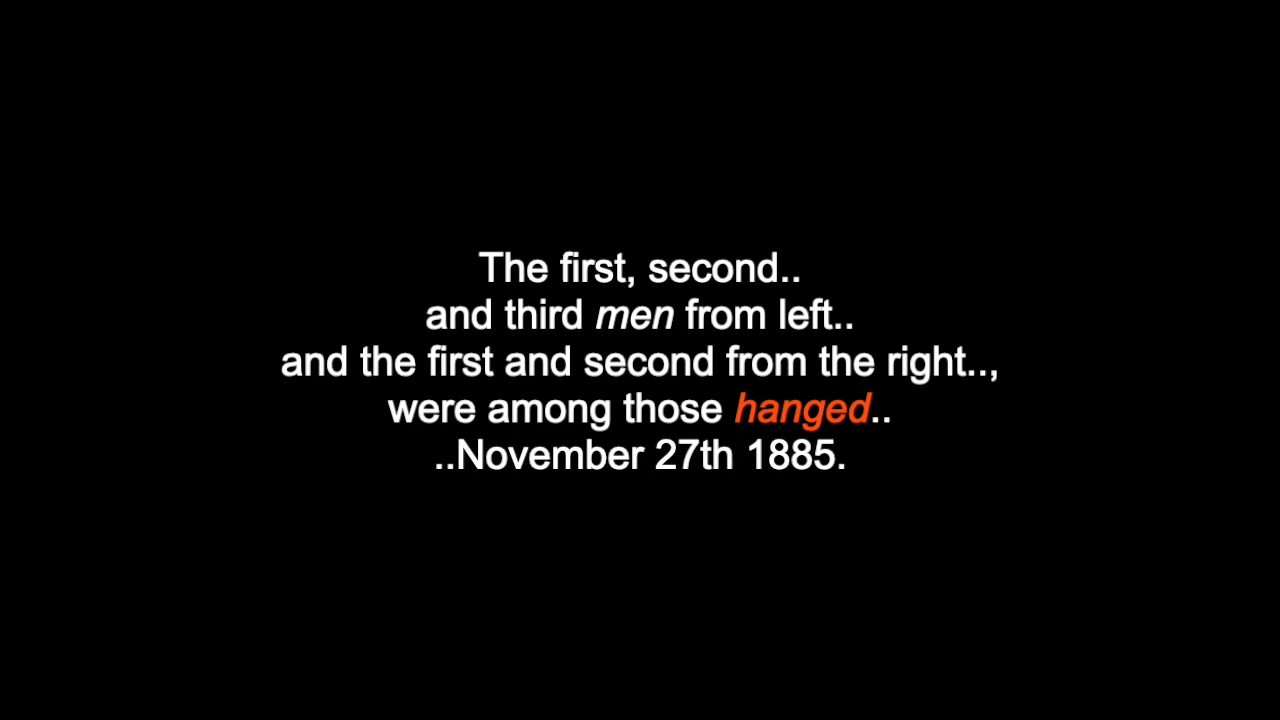 The first, second..
and third men from left..
and the first and second from the right..,
were among those hanged..
..November 27th 1885.